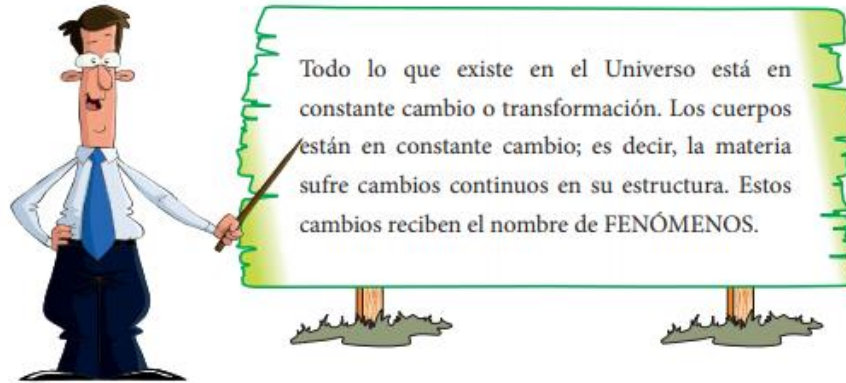 Todo lo que existe en el Universo está en
constante cambio o transformación. Los cuerpos
están en constante cambio; es decir, la materia
sufre cambios continuos en su estructura. Estos
cambios reciben el nombre de FENÓMENOS.